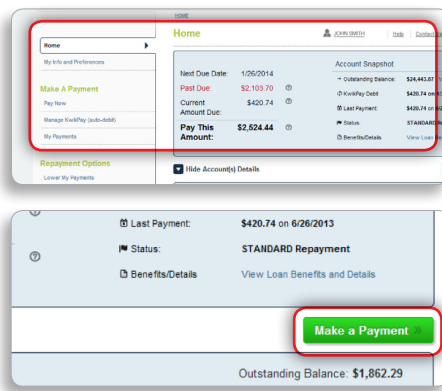 HOME
Home
JOHN SMITH Help Contact
Home
My Info and Preferences
Make A Payment
Pay Now
Manage KwikPay (auto-debit)
My Payments
Repayment Options
Lower My Payments
Next Due Date: 1/26/2014
Past Due: $2,103.70
Current Amount Due: $420.74
Pay This Amount: $2,524.44
Account Snapshot
Outstanding Balance: $24,443.87
KwikPay Debit $420.74 on
Last Payment: $420.74 on
Status: STANDARD
Benefits/Details View Loan
Hide Account(s) Details
Last Payment: $420.74 on 6/26/2013
Status: STANDARD Repayment
Benefits/Details View Loan Benefits and Details
Make a Payment »
Outstanding Balance: $1,862.29